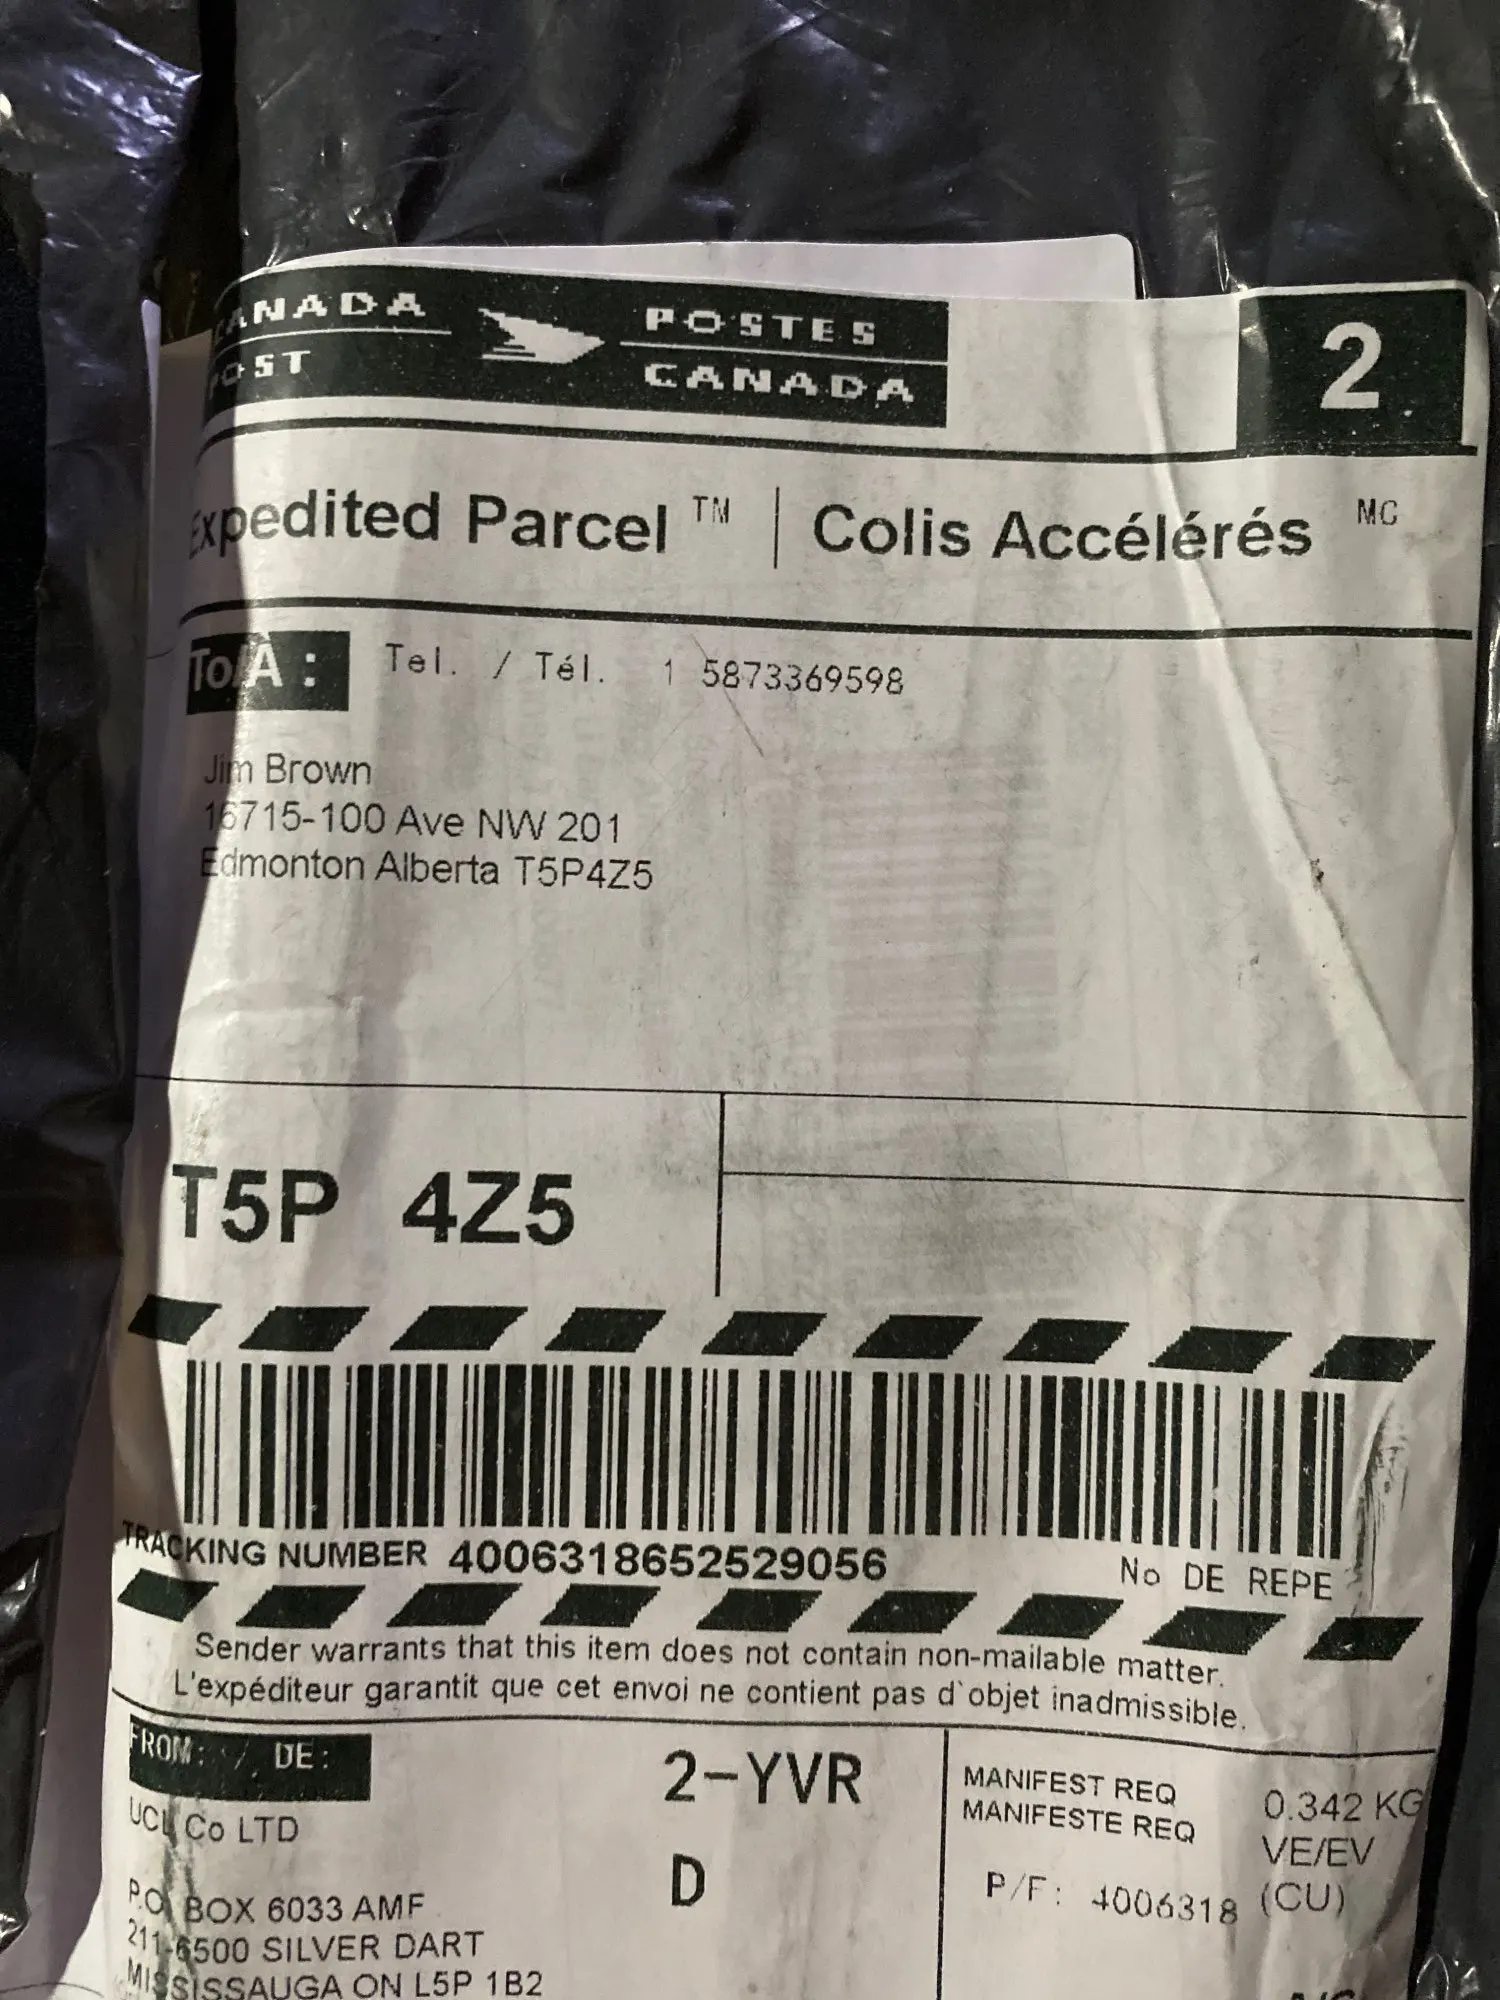 CANADA
POST
POSTES
CANADA
2
Expedited Parcel ™ | Colis Accélérés MC
To/A :
Tel. / Tél. 1 5873369598
Jim Brown
16715-100 Ave NW 201
Edmonton Alberta T5P4Z5
T5P 4Z5
TRACKING NUMBER 4006318652529056
No DE REPE
Sender warrants that this item does not contain non-mailable matter.
L'expéditeur garantit que cet envoi ne contient pas d`objet inadmissible.
FROM: / DE:
UCL Co LTD
P.O. BOX 6033 AMF
211-6500 SILVER DART
MISSISSAUGA ON L5P 1B2
2-YVR
D
MANIFEST REQ
MANIFESTE REQ
P/F: 4006318
0.342 KG
VE/EV
(CU)